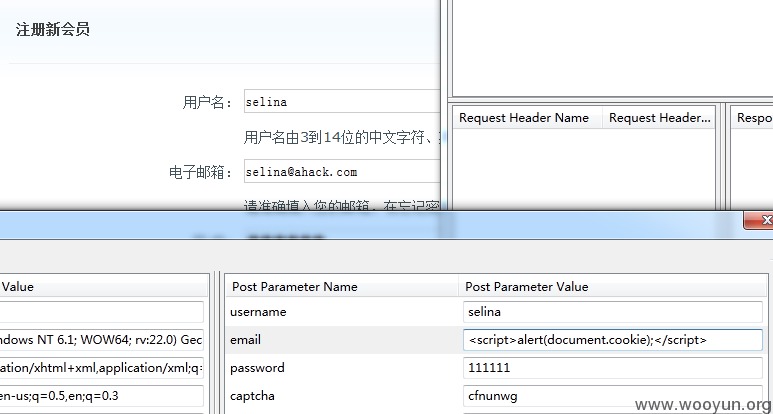 注册新会员
用户名： selina
用户名由3到14位的中文字符、
电子邮箱： selina@ahack.com
请准确填入您的邮箱，在忘记密
Request Header Name Request Header... Respo
Value Post Parameter Name Post Parameter Value
username selina
ndows NT 6.1; WOW64; rv:22.0) Gec email <script>alert(document.cookie);</script>
ation/xhtml+xml,application/xml;q= password 111111
en-us;q=0.5,en;q=0.3 captcha cfnunwg
www.wooyun.org